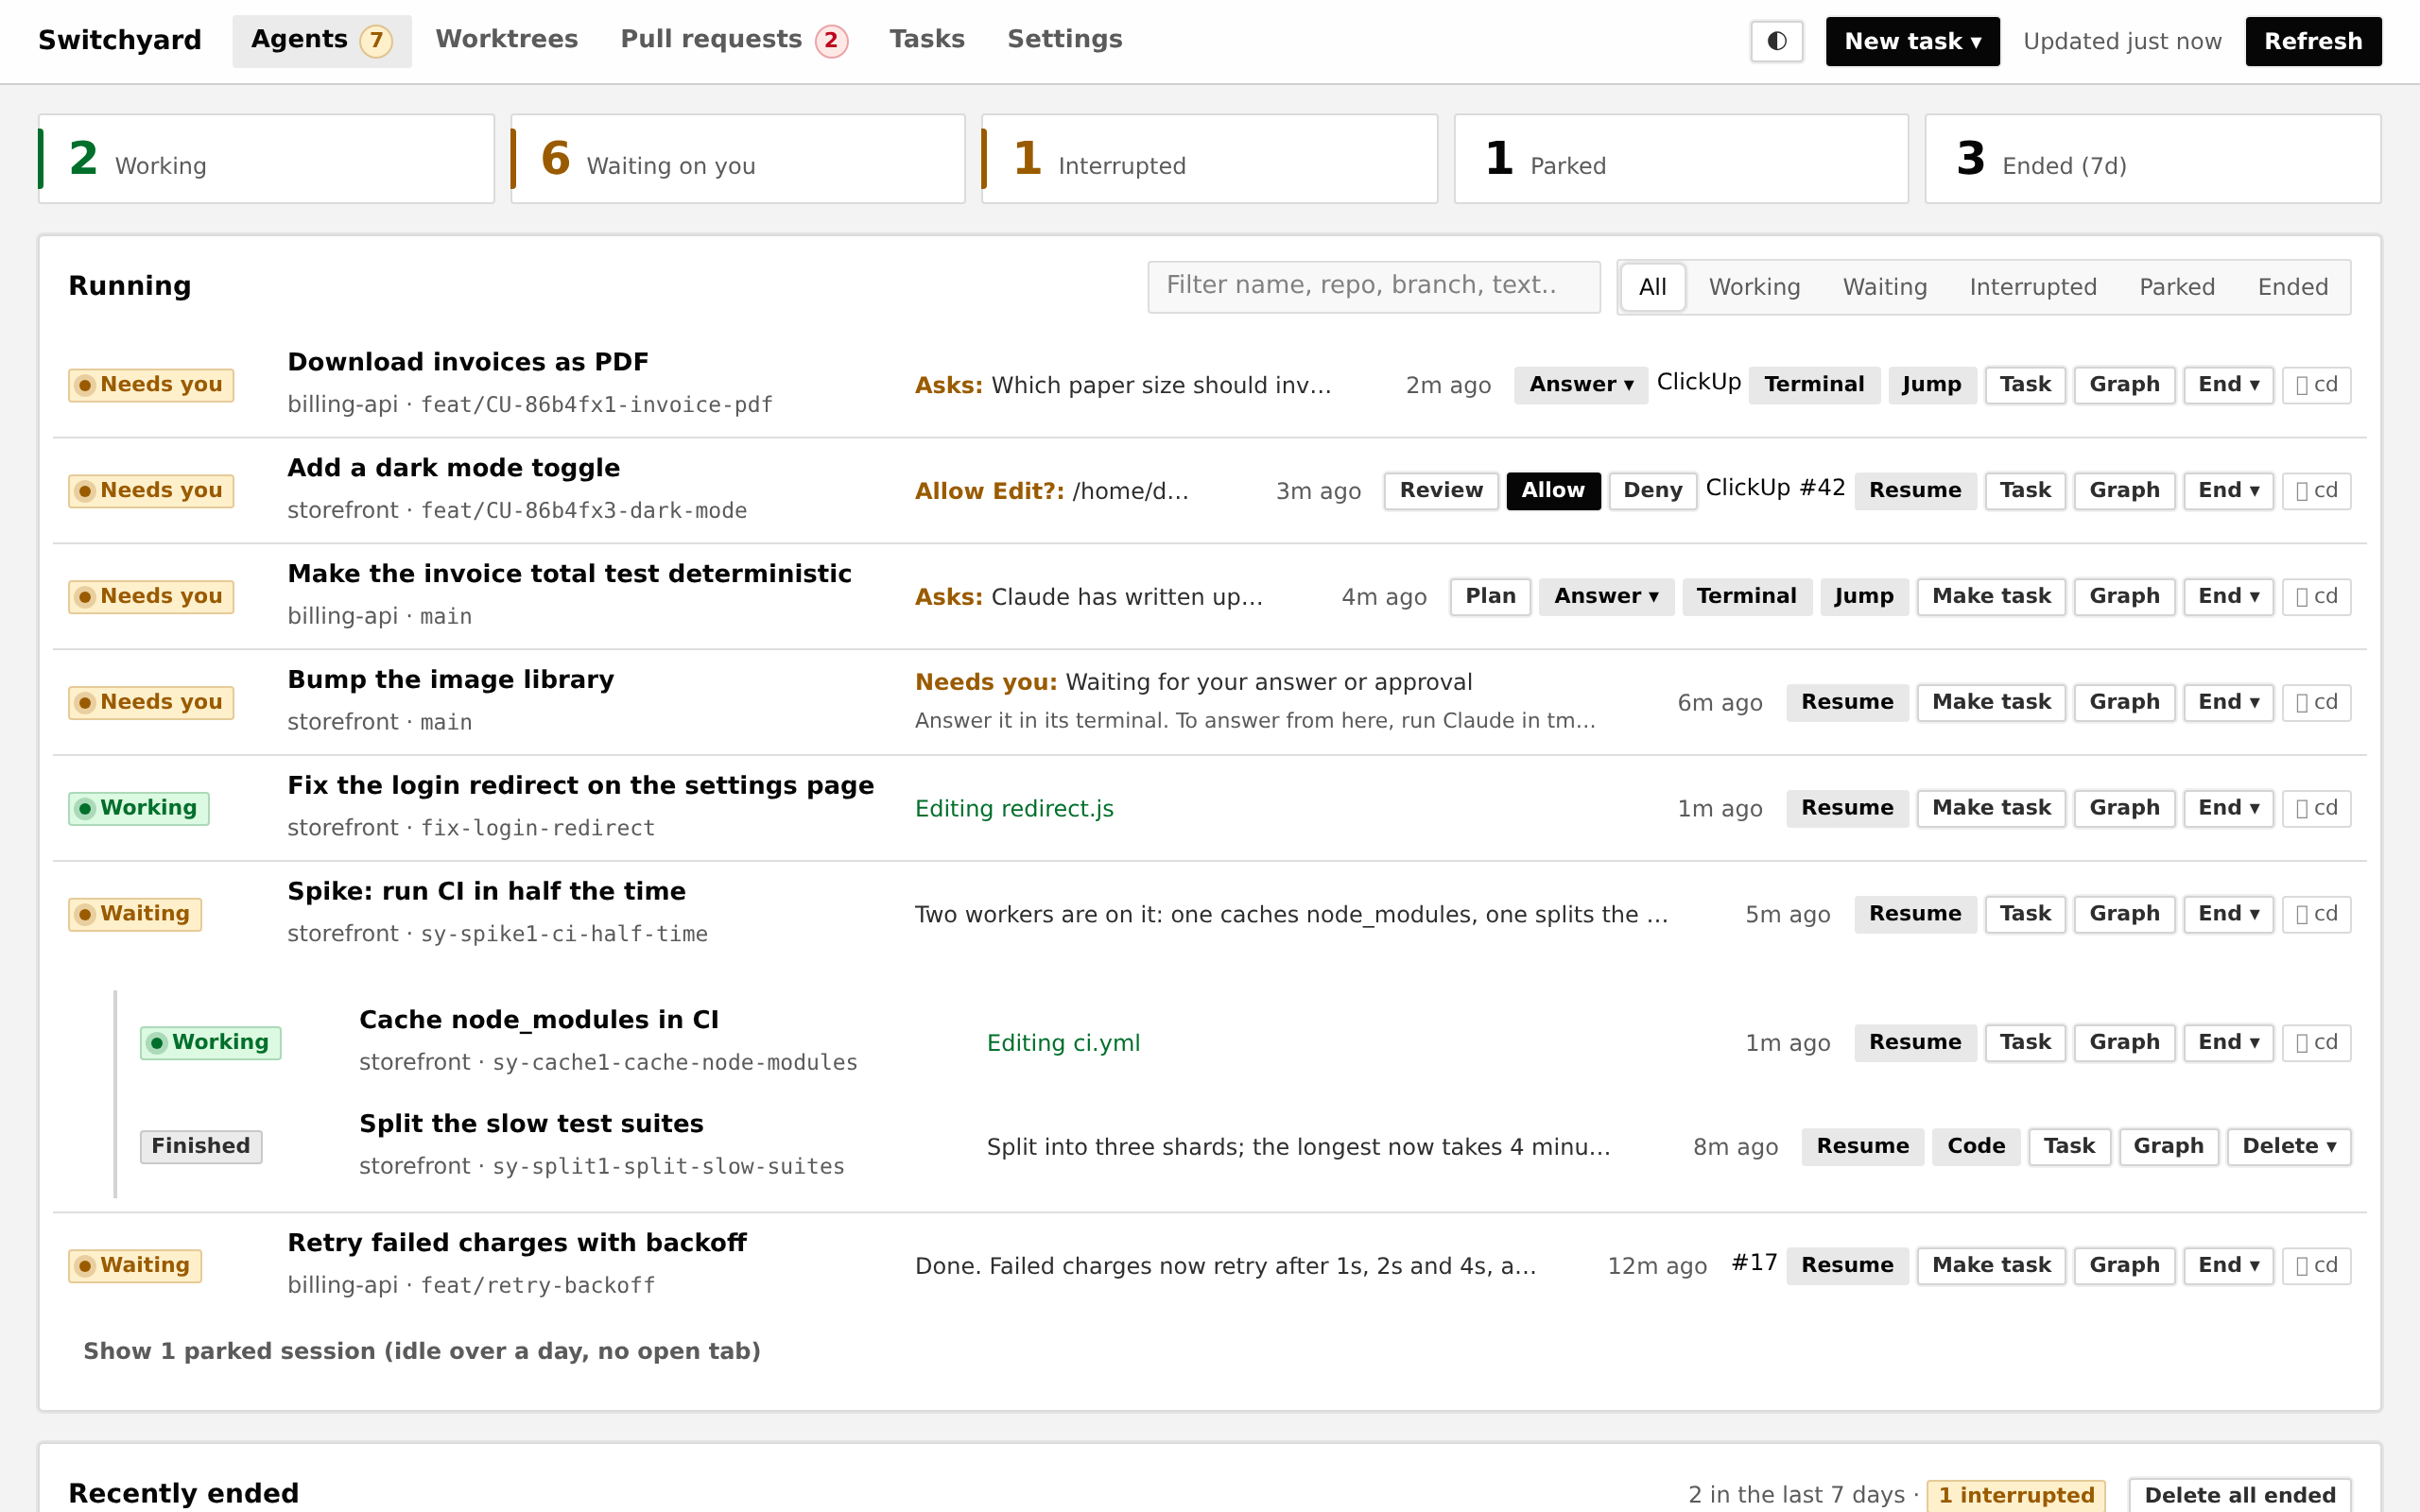 Switchyard Agents 7 Worktrees Pull requests 2 Tasks Settings ◐ New task ▾ Updated just now Refresh
2 Working 6 Waiting on you 1 Interrupted 1 Parked 3 Ended (7d)
Running Filter name, repo, branch, text.. All Working Waiting Interrupted Parked Ended
Download invoices as PDF
Needs you Asks: Which paper size should inv… 2m ago Answer ▾ ClickUp Terminal Jump Task Graph End ▾ cd
billing-api · feat/CU-86b4fx1-invoice-pdf
Add a dark mode toggle
Needs you Allow Edit?: /home/d… 3m ago Review Allow Deny ClickUp #42 Resume Task Graph End ▾ cd
storefront · feat/CU-86b4fx3-dark-mode
Make the invoice total test deterministic
Needs you Asks: Claude has written up… 4m ago Plan Answer ▾ Terminal Jump Make task Graph End ▾ cd
billing-api · main
Bump the image library
Needs you Needs you: Waiting for your answer or approval 6m ago Resume Make task Graph End ▾ cd
storefront · main Answer it in its terminal. To answer from here, run Claude in tm…
Fix the login redirect on the settings page
Working Editing redirect.js 1m ago Resume Make task Graph End ▾ cd
storefront · fix-login-redirect
Spike: run CI in half the time
Waiting Two workers are on it: one caches node_modules, one splits the … 5m ago Resume Task Graph End ▾ cd
storefront · sy-spike1-ci-half-time
Cache node_modules in CI
Working Editing ci.yml 1m ago Resume Task Graph End ▾ cd
storefront · sy-cache1-cache-node-modules
Split the slow test suites
Finished Split into three shards; the longest now takes 4 minu… 8m ago Resume Code Task Graph Delete ▾
storefront · sy-split1-split-slow-suites
Retry failed charges with backoff
Waiting Done. Failed charges now retry after 1s, 2s and 4s, a… 12m ago #17 Resume Make task Graph End ▾ cd
billing-api · feat/retry-backoff
Show 1 parked session (idle over a day, no open tab)
Recently ended 2 in the last 7 days · 1 interrupted Delete all ended